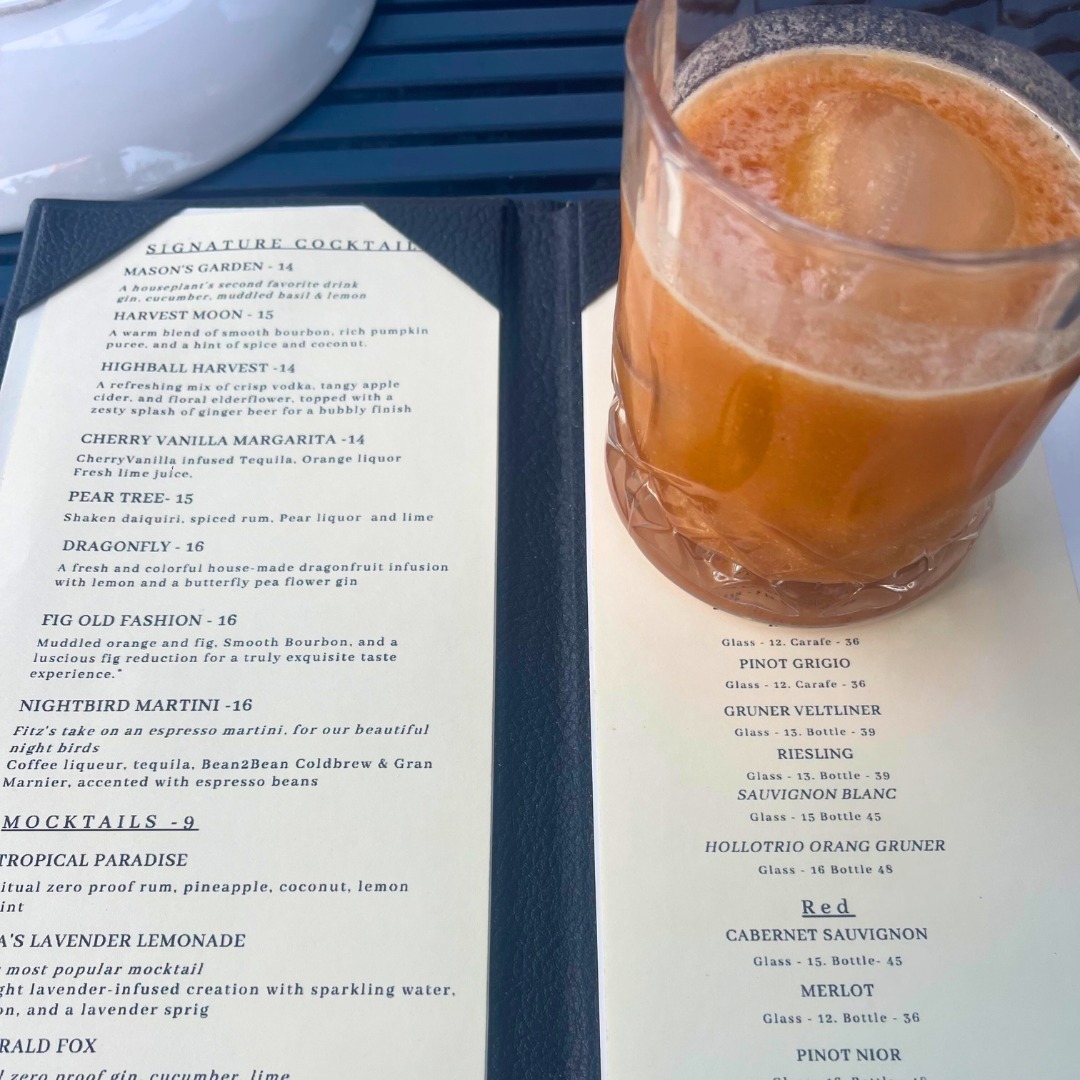 SIGNATURE COCKTAIL
MASON'S GARDEN - 14
A houseplant's second favorite drink
gin, cucumber, muddled basil & lemon
HARVEST MOON - 15
A warm blend of smooth bourbon, rich pumpkin
puree, and a hint of spice and coconut.
HIGHBALL HARVEST -14
A refreshing mix of crisp vodka, tangy apple
cider, and floral elderflower, topped with a
zesty splash of ginger beer for a bubbly finish
CHERRY VANILLA MARGARITA -14
CherryVanilla infused Tequila, Orange liquor
Fresh lime juice,
PEAR TREE- 15
Shaken daiquiri, spiced rum, Pear liquor and lime
DRAGONFLY - 16
A fresh and colorful house-made dragonfruit infusion
with lemon and a butterfly pea flower gin
FIG OLD FASHION - 16
Muddled orange and fig, Smooth Bourbon, and a
luscious fig reduction for a truly exquisite taste
experience."
NIGHTBIRD MARTINI -16
Fitz's take on an espresso martini, for our beautiful
night birds
Coffee liqueur, tequila, Bean2Bean Coldbrew & Gran
Marnier, accented with espresso beans
MOCKTAILS -9
TROPICAL PARADISE
itual zero proof rum, pineapple, coconut, lemon
int
A'S LAVENDER LEMONADE
most popular mocktail
ght lavender-infused creation with sparkling water,
on, and a lavender sprig
RALD FOX
l zero proof gin, cucumber, lime
Glass - 12. Carafe - 36
PINOT GRIGIO
Glass - 12. Carafe - 36
GRUNER VELTLINER
Glass - 13. Bottle - 39
RIESLING
Glass - 13. Bottle - 39
SAUVIGNON BLANC
Glass - 15 Bottle 45
HOLLOTRIO ORANG GRUNER
Glass - 16 Bottle 48
Red
CABERNET SAUVIGNON
Glass - 15. Bottle- 45
MERLOT
Glass - 12. Bottle - 36
PINOT NIOR